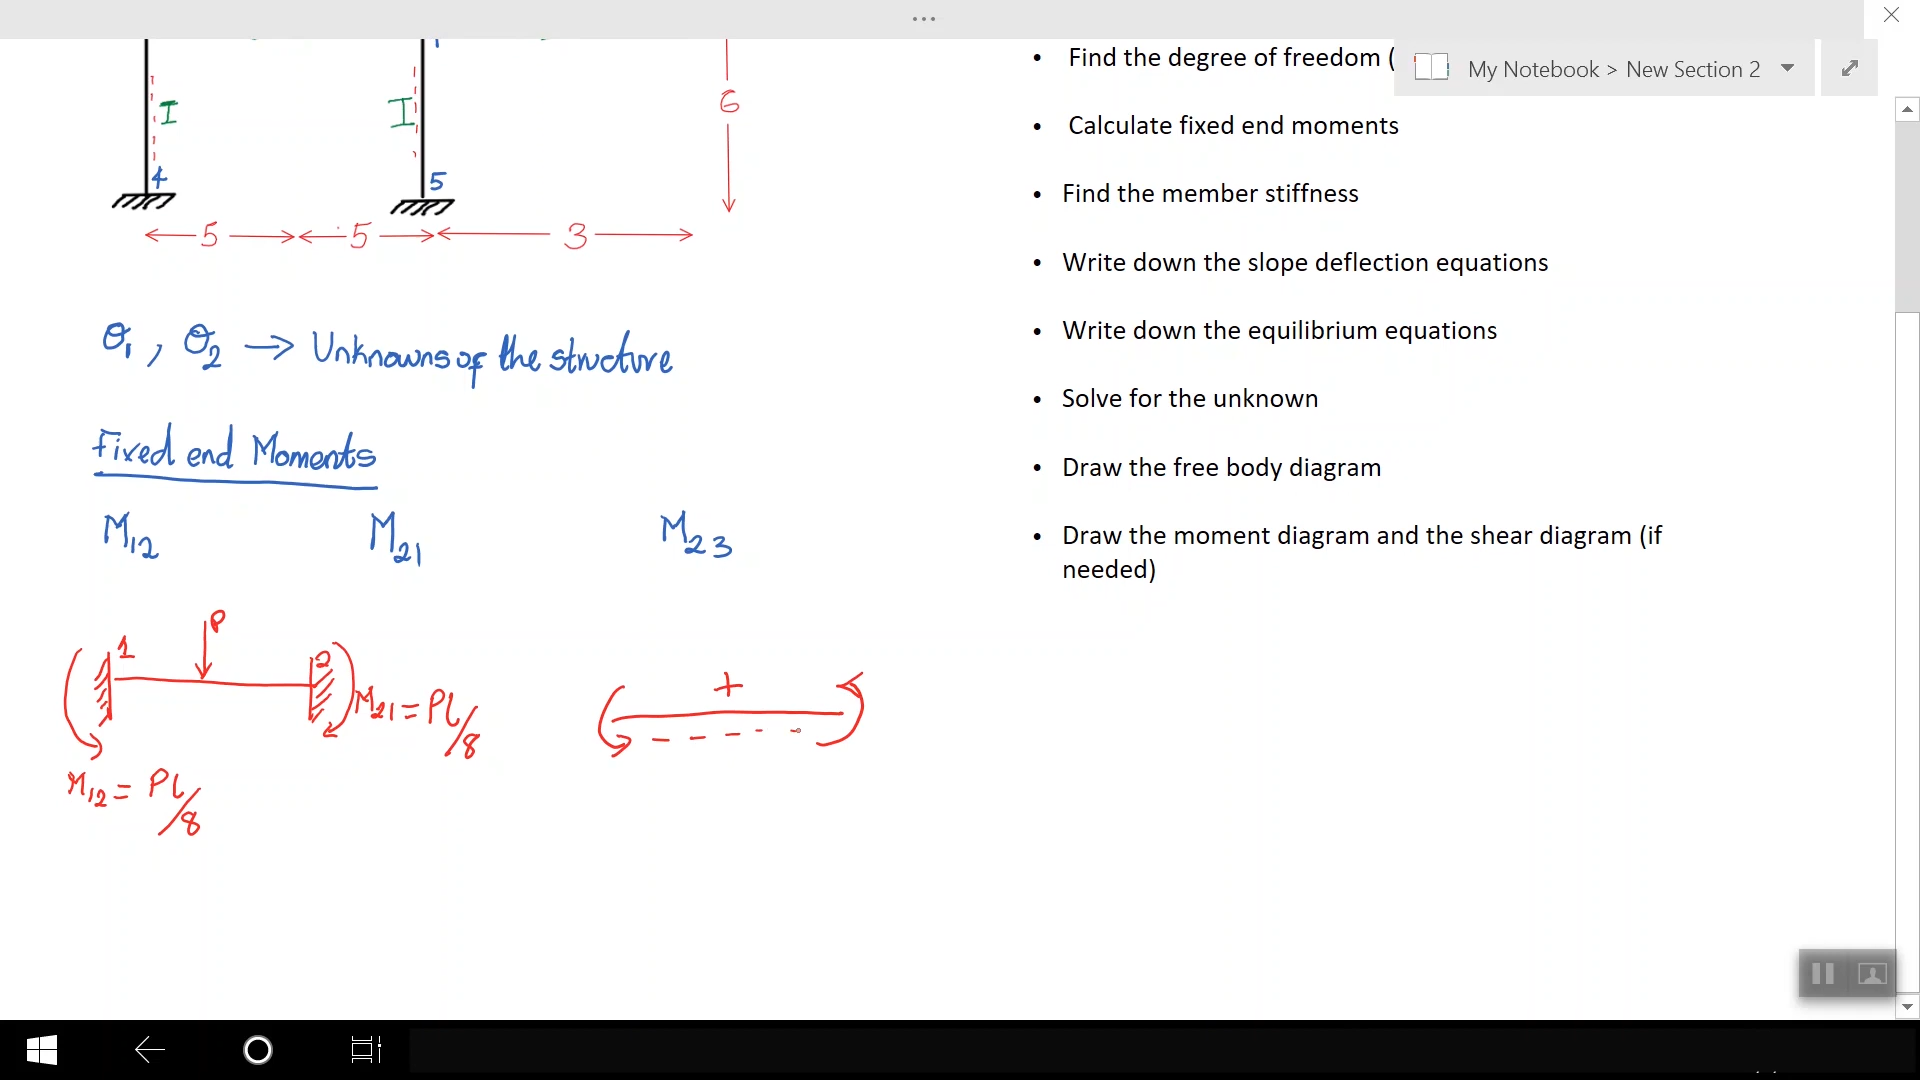 • Find the degree of freedom (
My Notebook > New Section 2
• Calculate fixed end moments
• Find the member stiffness
• Write down the slope deflection equations
• Write down the equilibrium equations
• Solve for the unknown
• Draw the free body diagram
• Draw the moment diagram and the shear diagram (if
needed)
6
I
I
4
5
5
5
3
θ1, θ2 → Unknowns of the structure
Fixed end Moments
M12 M21 M23
P
1
2
M21 = PL/8
M12 = PL/8
+